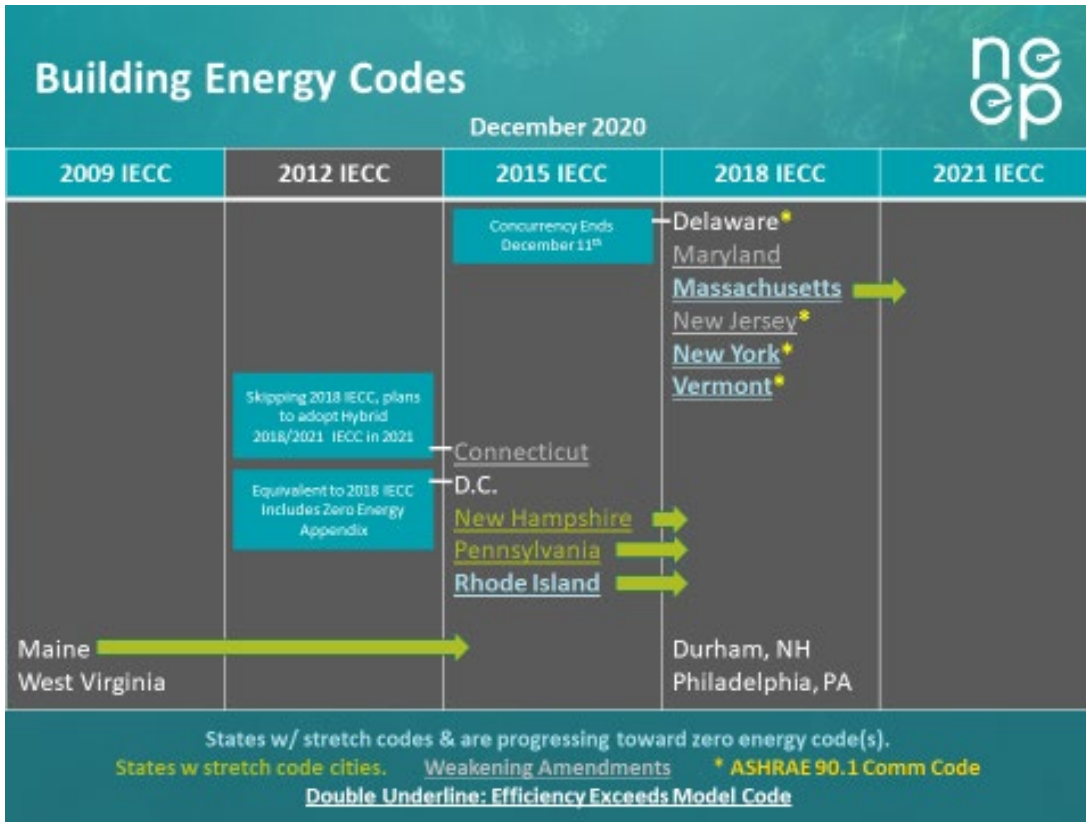 Building Energy Codes
neep
December 2020
2009 IECC
2012 IECC
2015 IECC
2018 IECC
2021 IECC
Concurrency Ends
December 11th
Delaware*
Maryland
Massachusetts
New Jersey*
New York*
Vermont*
Skipping 2018 IECC, plans
to adopt Hybrid
2018/2021 IECC in 2021
Connecticut
Equivalent to 2018 IECC
includes Zero Energy
Appendix
D.C.
New Hampshire
Pennsylvania
Rhode Island
Maine
West Virginia
Durham, NH
Philadelphia, PA
States w/ stretch codes & are progressing toward zero energy code(s).
States w stretch code cities. Weakening Amendments * ASHRAE 90.1 Comm Code
Double Underline: Efficiency Exceeds Model Code